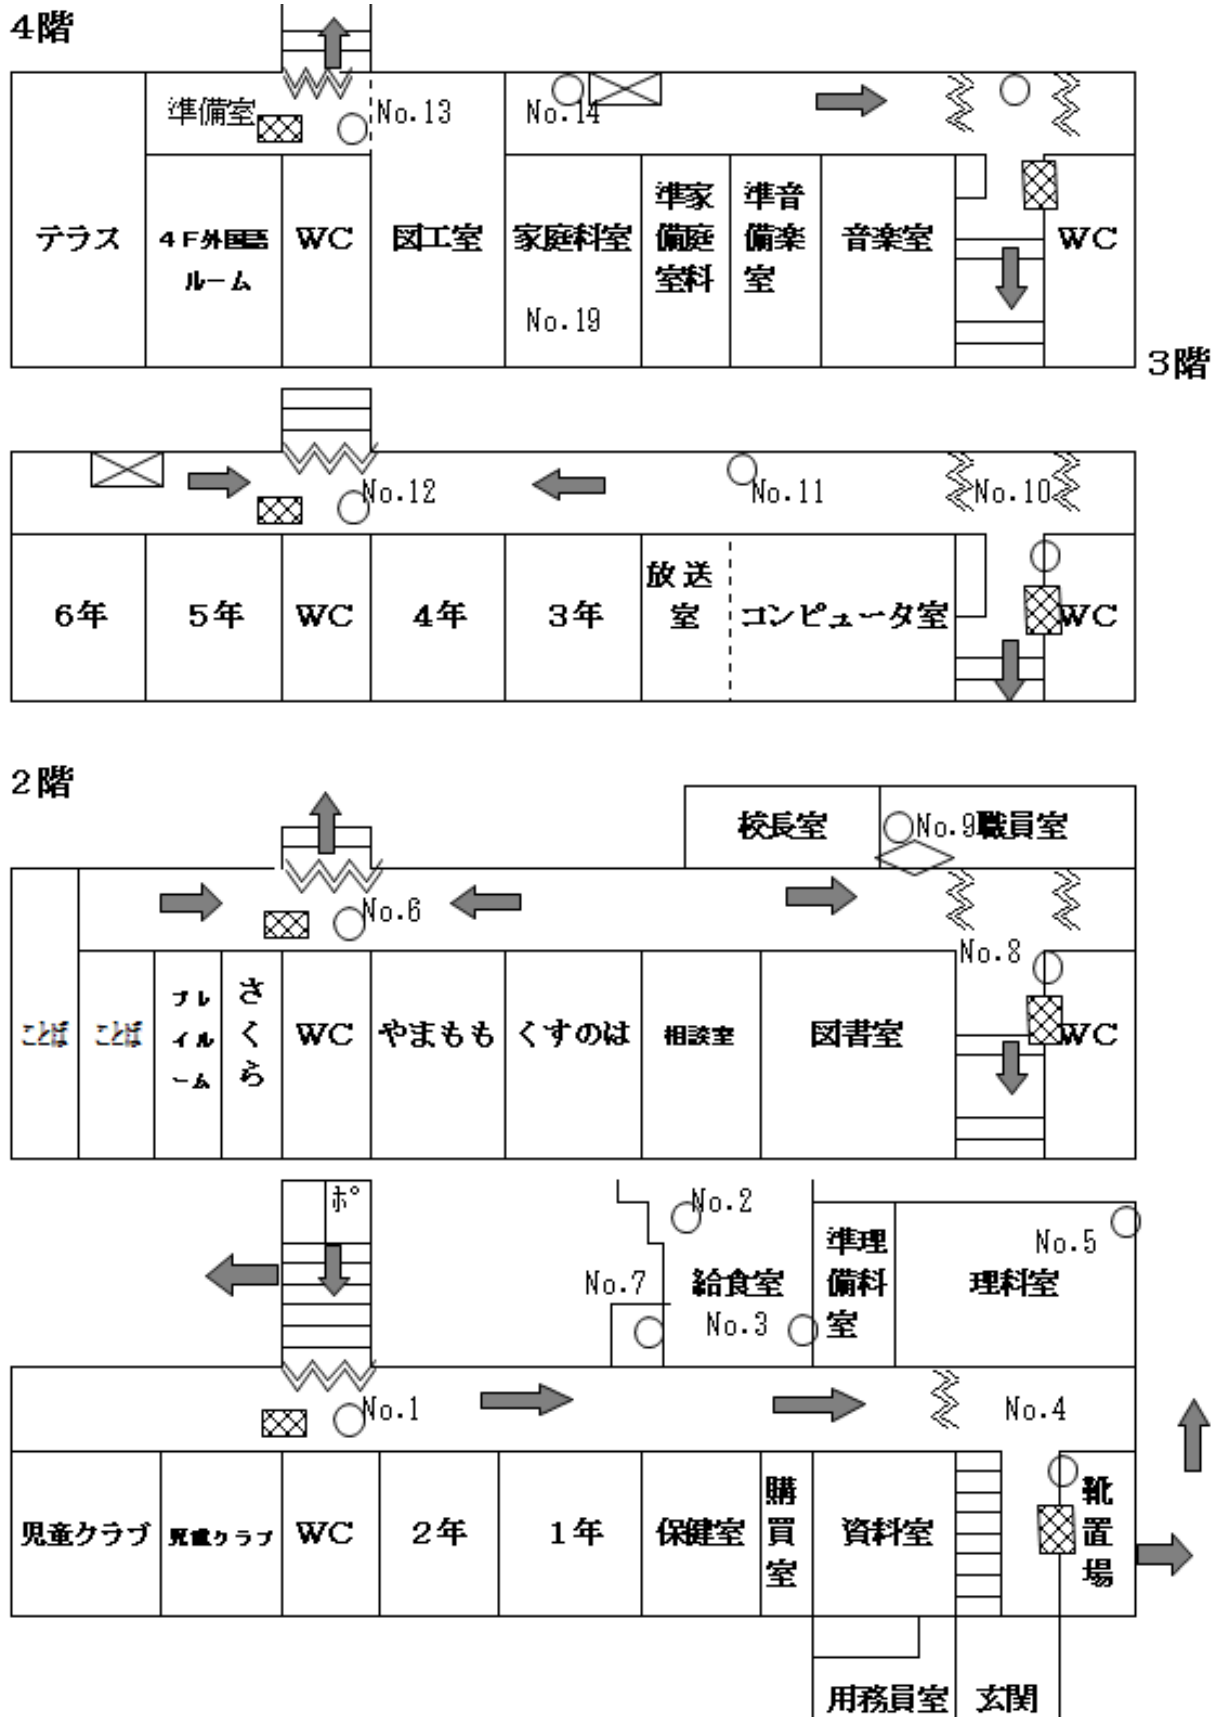 4階
準備室
No.13
No.14
テラス
4F外国語
ルーム
WC
図工室
家庭科室
家庭科
準備室
音楽
準備室
音楽室
WC
No.19
3階
No.12
No.11
No.10
6年
5年
WC
4年
3年
放送
室
コンピュータ室
WC
2階
校長室
No.9
職員室
No.6
No.8
ことば
ことば
プレ
イル
ーム
さくら
WC
やまもも
くすのは
相談室
図書室
WC
ポ
No.2
No.7
給食室
No.3
理科
準備室
No.5
理科室
No.1
No.4
児童クラブ
児童クラブ
WC
2年
1年
保健室
購買室
資料室
靴置場
用務員室
玄関